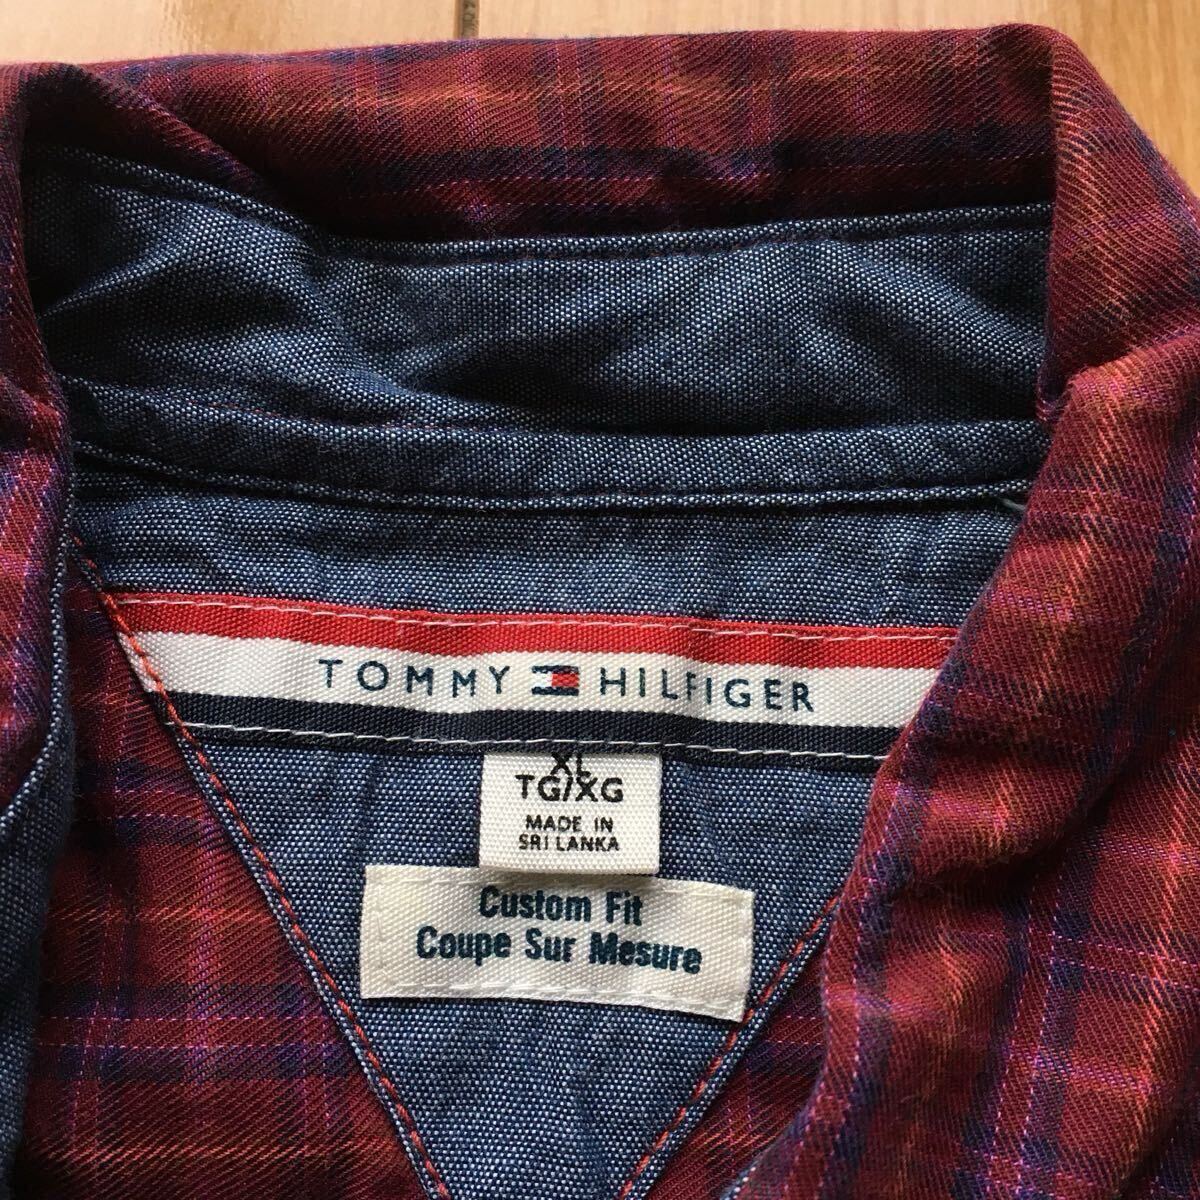 TOMMY HILFIGER
XL
TG/XG
MADE IN
SRI LANKA
Custom Fit
Coupe Sur Mesure